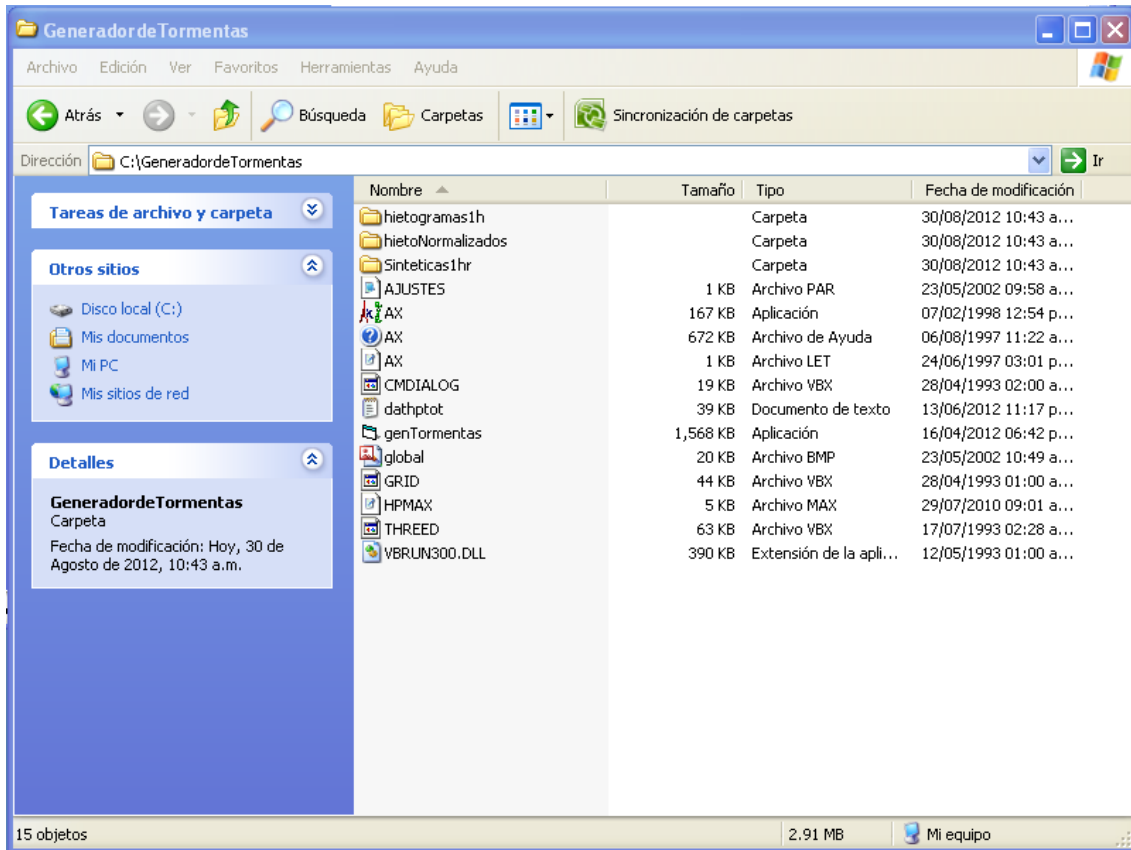 GeneradordeTormentas
Archivo Edición Ver Favoritos Herramientas Ayuda
Atrás Búsqueda Carpetas Sincronización de carpetas
Dirección C:\GeneradordeTormentas Ir
Tareas de archivo y carpeta
Otros sitios
Disco local (C:)
Mis documentos
Mi PC
Mis sitios de red
Detalles
GeneradordeTormentas
Carpeta
Fecha de modificación: Hoy, 30 de
Agosto de 2012, 10:43 a.m.
Nombre Tamaño Tipo Fecha de modificación
hietogramas1h Carpeta 30/08/2012 10:43 a...
hietoNormalizados Carpeta 30/08/2012 10:43 a...
Sinteticas1hr Carpeta 30/08/2012 10:43 a...
AJUSTES 1 KB Archivo PAR 23/05/2002 09:58 a...
AX 167 KB Aplicación 07/02/1998 12:54 p...
AX 672 KB Archivo de Ayuda 06/08/1997 11:22 a...
AX 1 KB Archivo LET 24/06/1997 03:01 p...
CMDIALOG 19 KB Archivo VBX 28/04/1993 02:00 a...
dathptot 39 KB Documento de texto 13/06/2012 11:17 p...
genTormentas 1,568 KB Aplicación 16/04/2012 06:42 p...
global 20 KB Archivo BMP 23/05/2002 10:49 a...
GRID 44 KB Archivo VBX 28/04/1993 01:00 a...
HPMAX 5 KB Archivo MAX 29/07/2010 09:01 a...
THREED 63 KB Archivo VBX 17/07/1993 02:28 a...
VBRUN300.DLL 390 KB Extensión de la apli... 12/05/1993 01:00 a...
15 objetos 2.91 MB Mi equipo